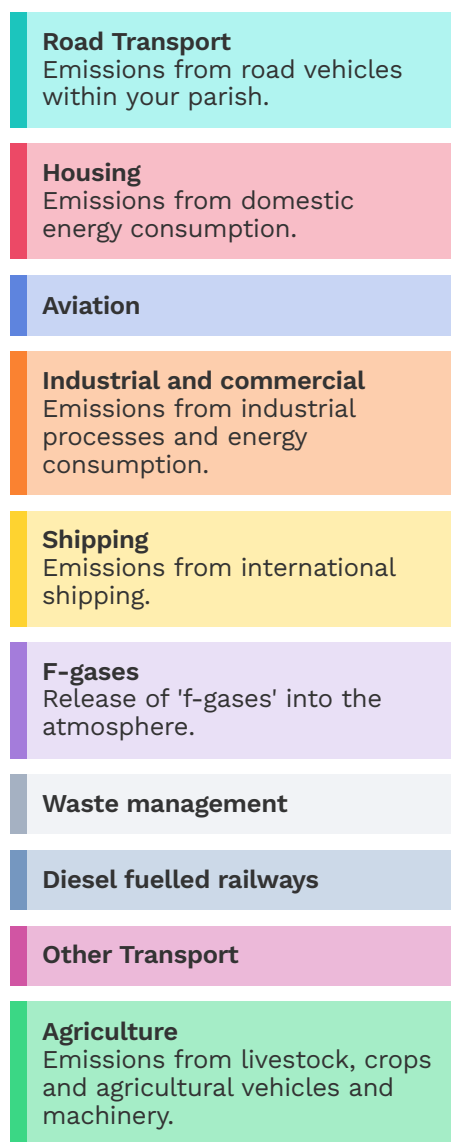 Road Transport
Emissions from road vehicles
within your parish.
Housing
Emissions from domestic
energy consumption.
Aviation
Industrial and commercial
Emissions from industrial
processes and energy
consumption.
Shipping
Emissions from international
shipping.
F-gases
Release of 'f-gases' into the
atmosphere.
Waste management
Diesel fuelled railways
Other Transport
Agriculture
Emissions from livestock, crops
and agricultural vehicles and
machinery.